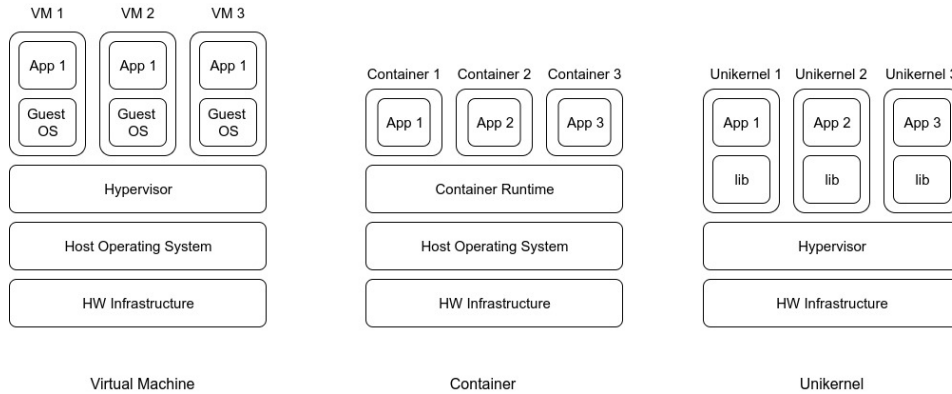 VM 1 VM 2 VM 3
App 1 App 1 App 1
Guest Guest Guest
OS OS OS
Hypervisor
Host Operating System
HW Infrastructure
Virtual Machine
Container 1 Container 2 Container 3
App 1 App 2 App 3
Container Runtime
Host Operating System
HW Infrastructure
Container
Unikernel 1 Unikernel 2 Unikernel 3
App 1 App 2 App 3
lib lib lib
Hypervisor
HW Infrastructure
Unikernel